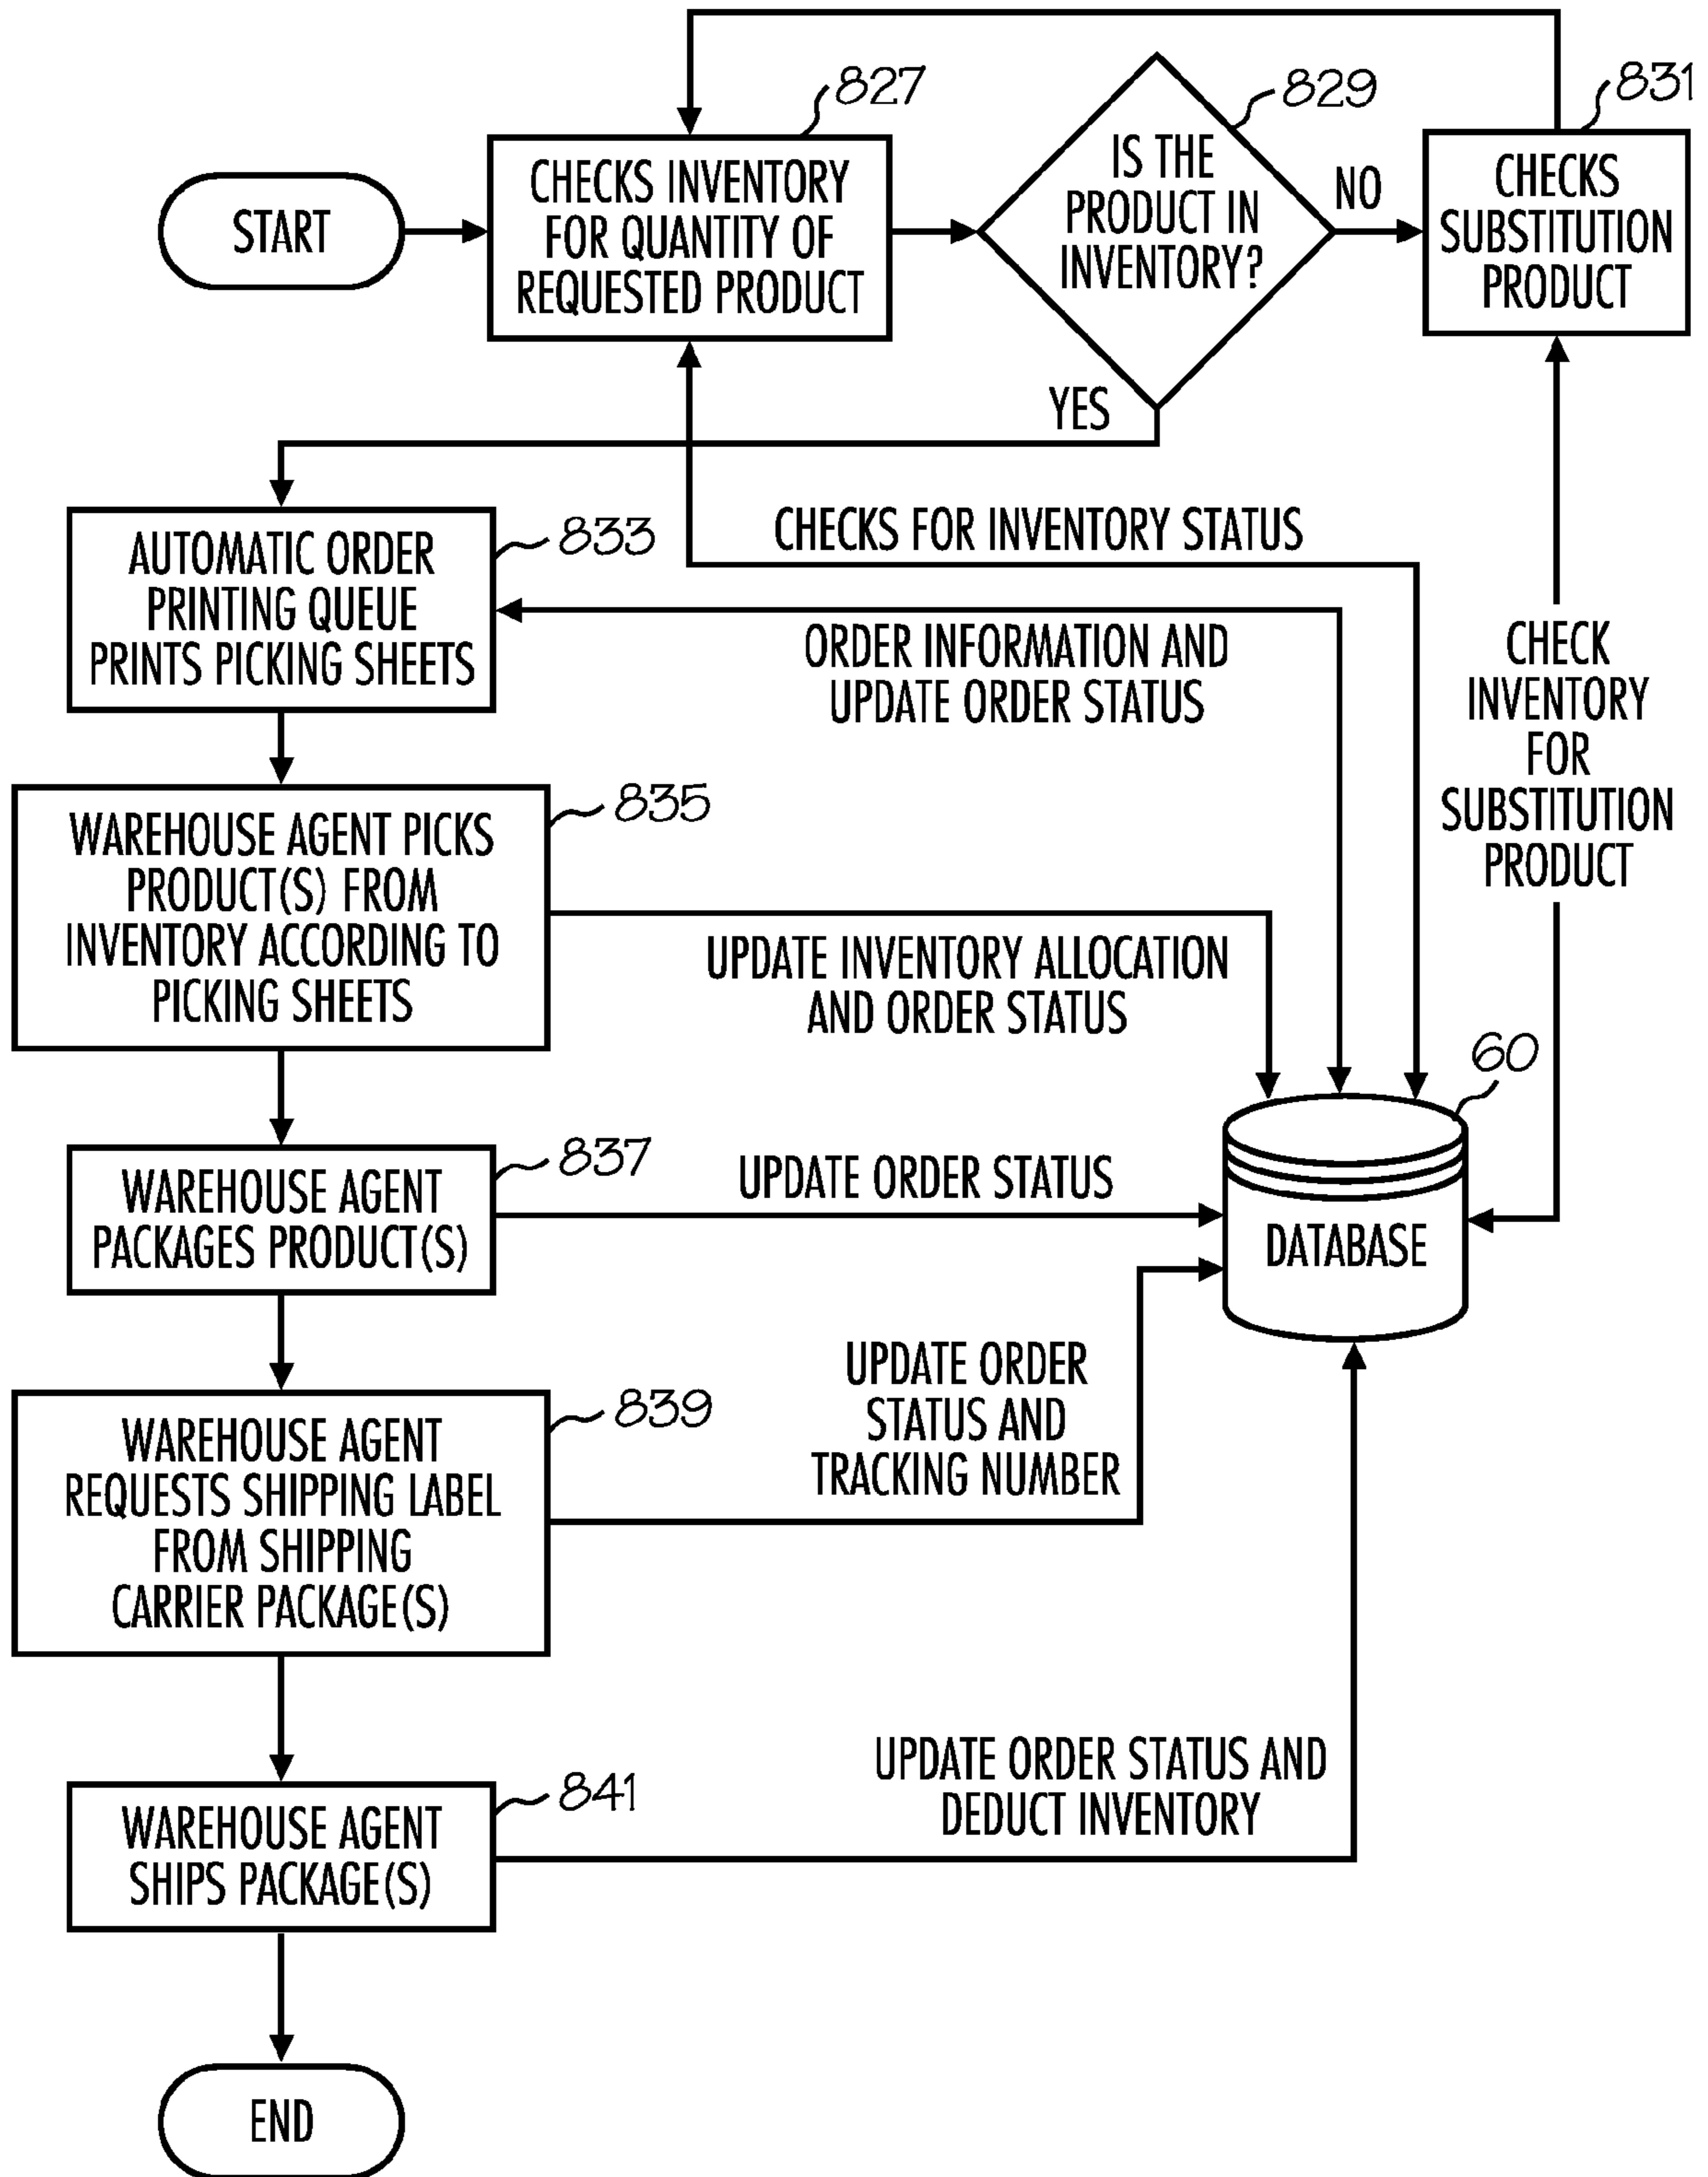 827
829
831
START
CHECKS INVENTORY
FOR QUANTITY OF
REQUESTED PRODUCT
IS THE
PRODUCT IN
INVENTORY?
NO
CHECKS
SUBSTITUTION
PRODUCT
YES
AUTOMATIC ORDER
PRINTING QUEUE
PRINTS PICKING SHEETS
833
CHECKS FOR INVENTORY STATUS
ORDER INFORMATION AND
UPDATE ORDER STATUS
CHECK
INVENTORY
FOR
SUBSTITUTION
PRODUCT
WAREHOUSE AGENT PICKS
PRODUCT(S) FROM
INVENTORY ACCORDING TO
PICKING SHEETS
835
UPDATE INVENTORY ALLOCATION
AND ORDER STATUS
60
WAREHOUSE AGENT
PACKAGES PRODUCT(S)
837
UPDATE ORDER STATUS
DATABASE
WAREHOUSE AGENT
REQUESTS SHIPPING LABEL
FROM SHIPPING
CARRIER PACKAGE(S)
839
UPDATE ORDER
STATUS AND
TRACKING NUMBER
WAREHOUSE AGENT
SHIPS PACKAGE(S)
841
UPDATE ORDER STATUS AND
DEDUCT INVENTORY
END